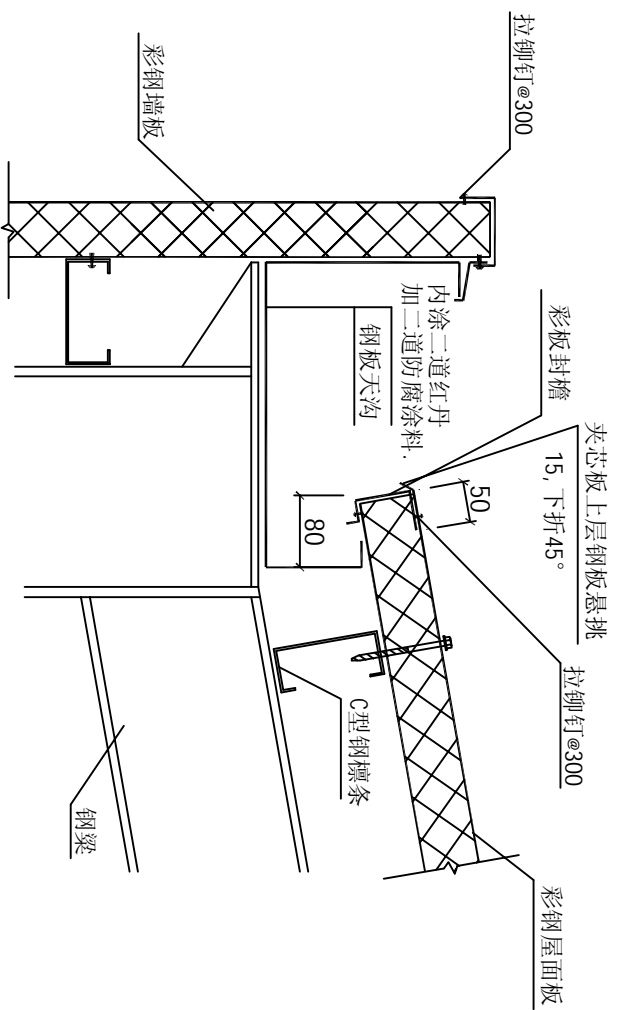 拉铆钉@300
彩钢墙板
彩板封檐
夹芯板上层钢板悬挑
15，下折45°
内涂二道红丹
加二道防腐涂料.
钢板天沟
50
80
拉铆钉@300
C型钢檩条
钢梁
彩钢屋面板